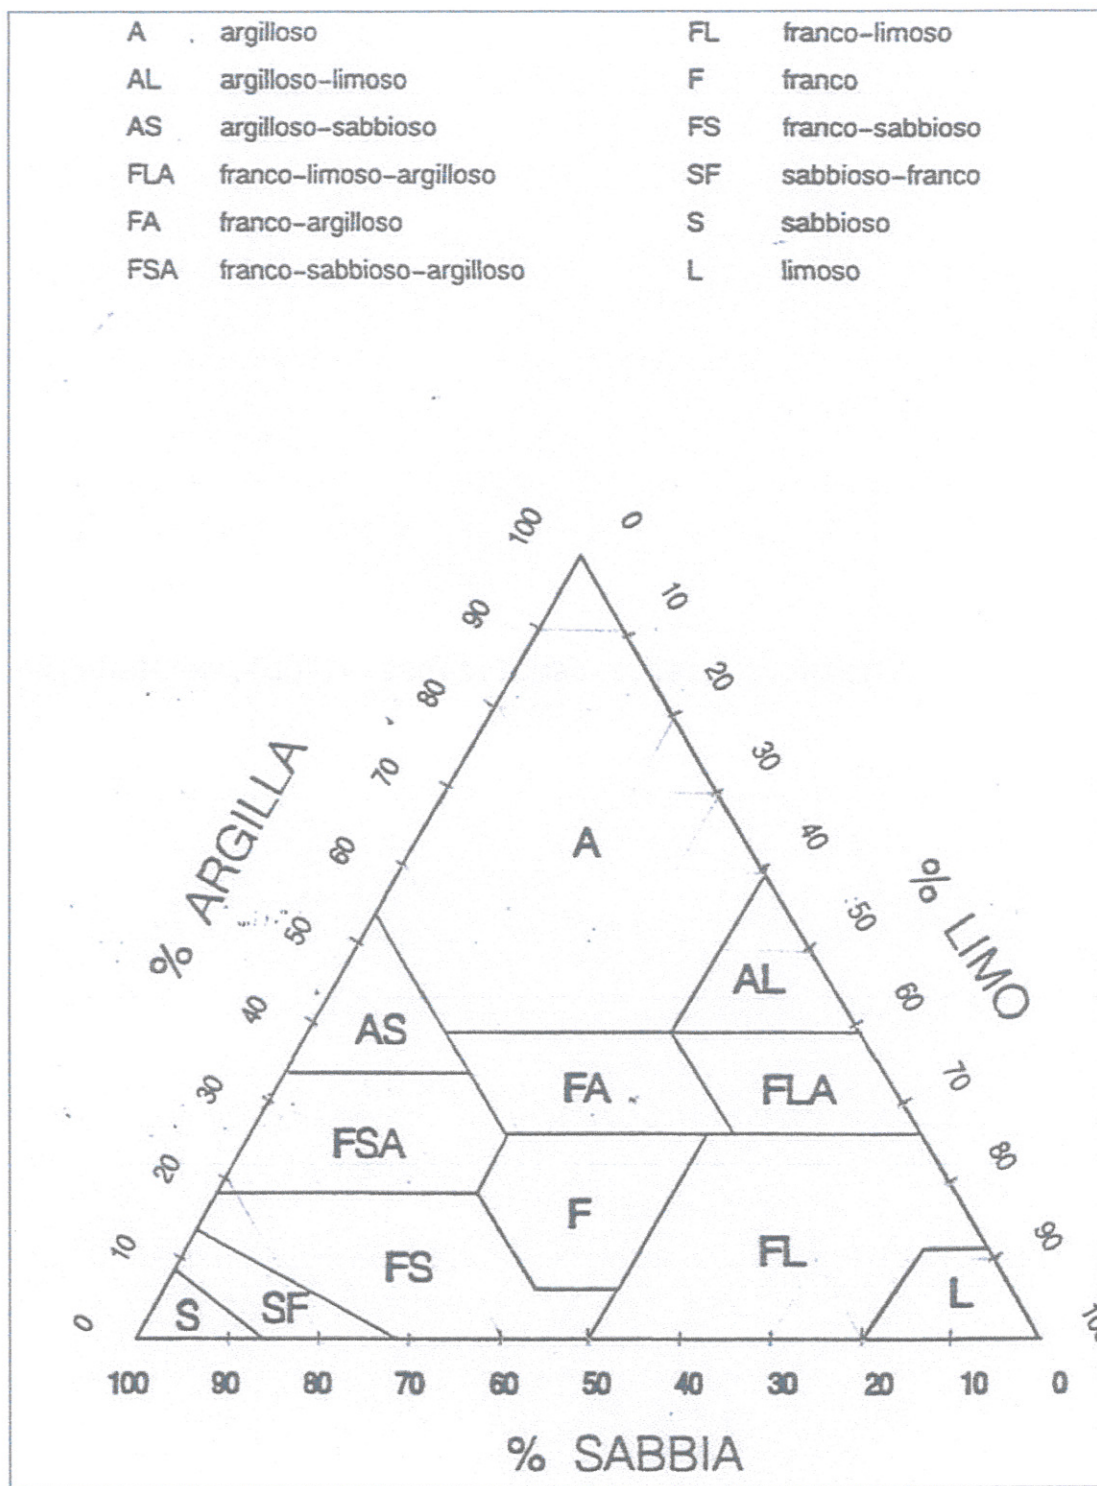 A argilloso
AL argilloso-limoso
AS argilloso-sabbioso
FLA franco-limoso-argilloso
FA franco-argilloso
FSA franco-sabbioso-argilloso
FL franco-limoso
F franco
FS franco-sabbioso
SF sabbioso-franco
S sabbioso
L limoso
100
90
80
70
60
50
40
30
20
10
0
% ARGILLA
0
10
20
30
40
50
60
70
80
90
% LIMO
A
AL
AS
FA
FLA
FSA
F
FS
FL
S
SF
L
100 90 80 70 60 50 40 30 20 10 0
% SABBIA